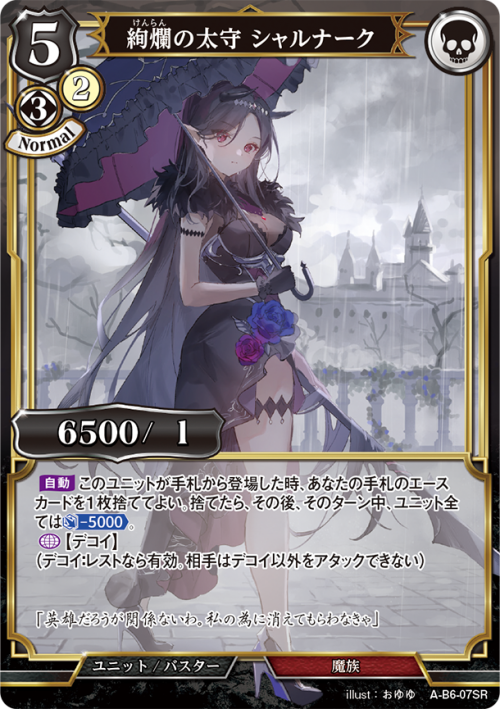 5
けんらん
絢爛の太守 シャルナーク
3
2
Normal
6500/ 1
自動 このユニットが手札から登場した時、あなたの手札のエース
カードを1枚捨ててよい。捨てたら、その後、そのターン中、ユニット全
ては-5000。
【デコイ】
(デコイ:レストなら有効。相手はデコイ以外をアタックできない)
「英雄だろうが関係ないわ。私の為に消えてもらわなきゃ」
ユニット / バスター
魔族
illust : おゆゆ A-B6-07SR